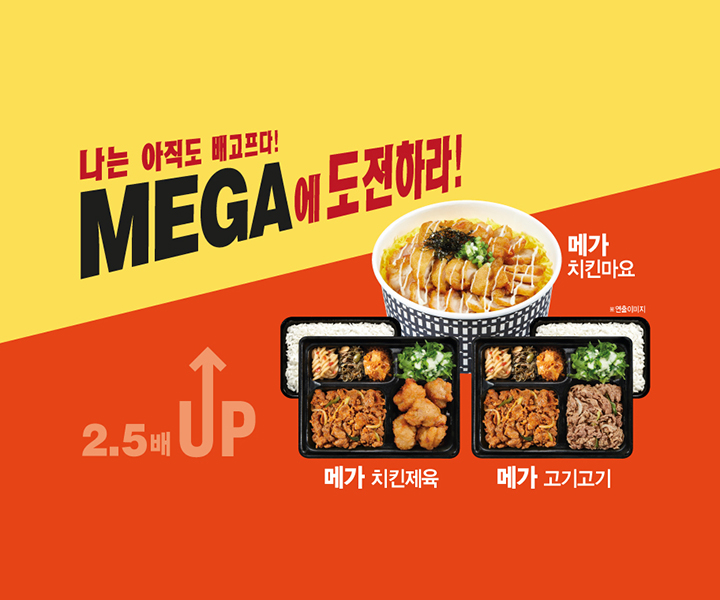 나는 아직도 배고프다!
MEGA에 도전하라!
메가
치킨마요
※연출이미지
2.5배 UP
메가 치킨제육
메가 고기고기